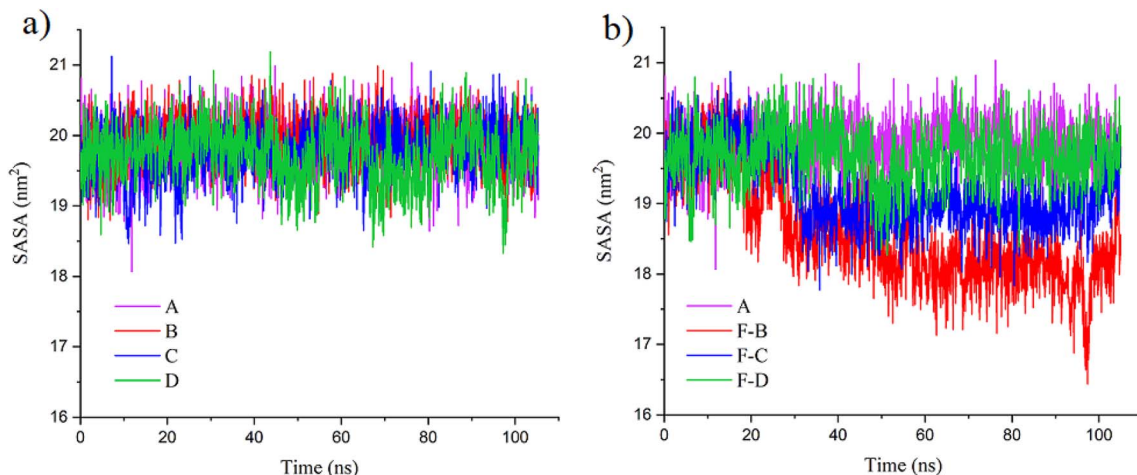 a)
SASA (nm²)
21
20
19
18
17
16
A
B
C
D
0 20 40 60 80 100
Time (ns)
b)
SASA (nm²)
21
20
19
18
17
16
A
F-B
F-C
F-D
0 20 40 60 80 100
Time (ns)